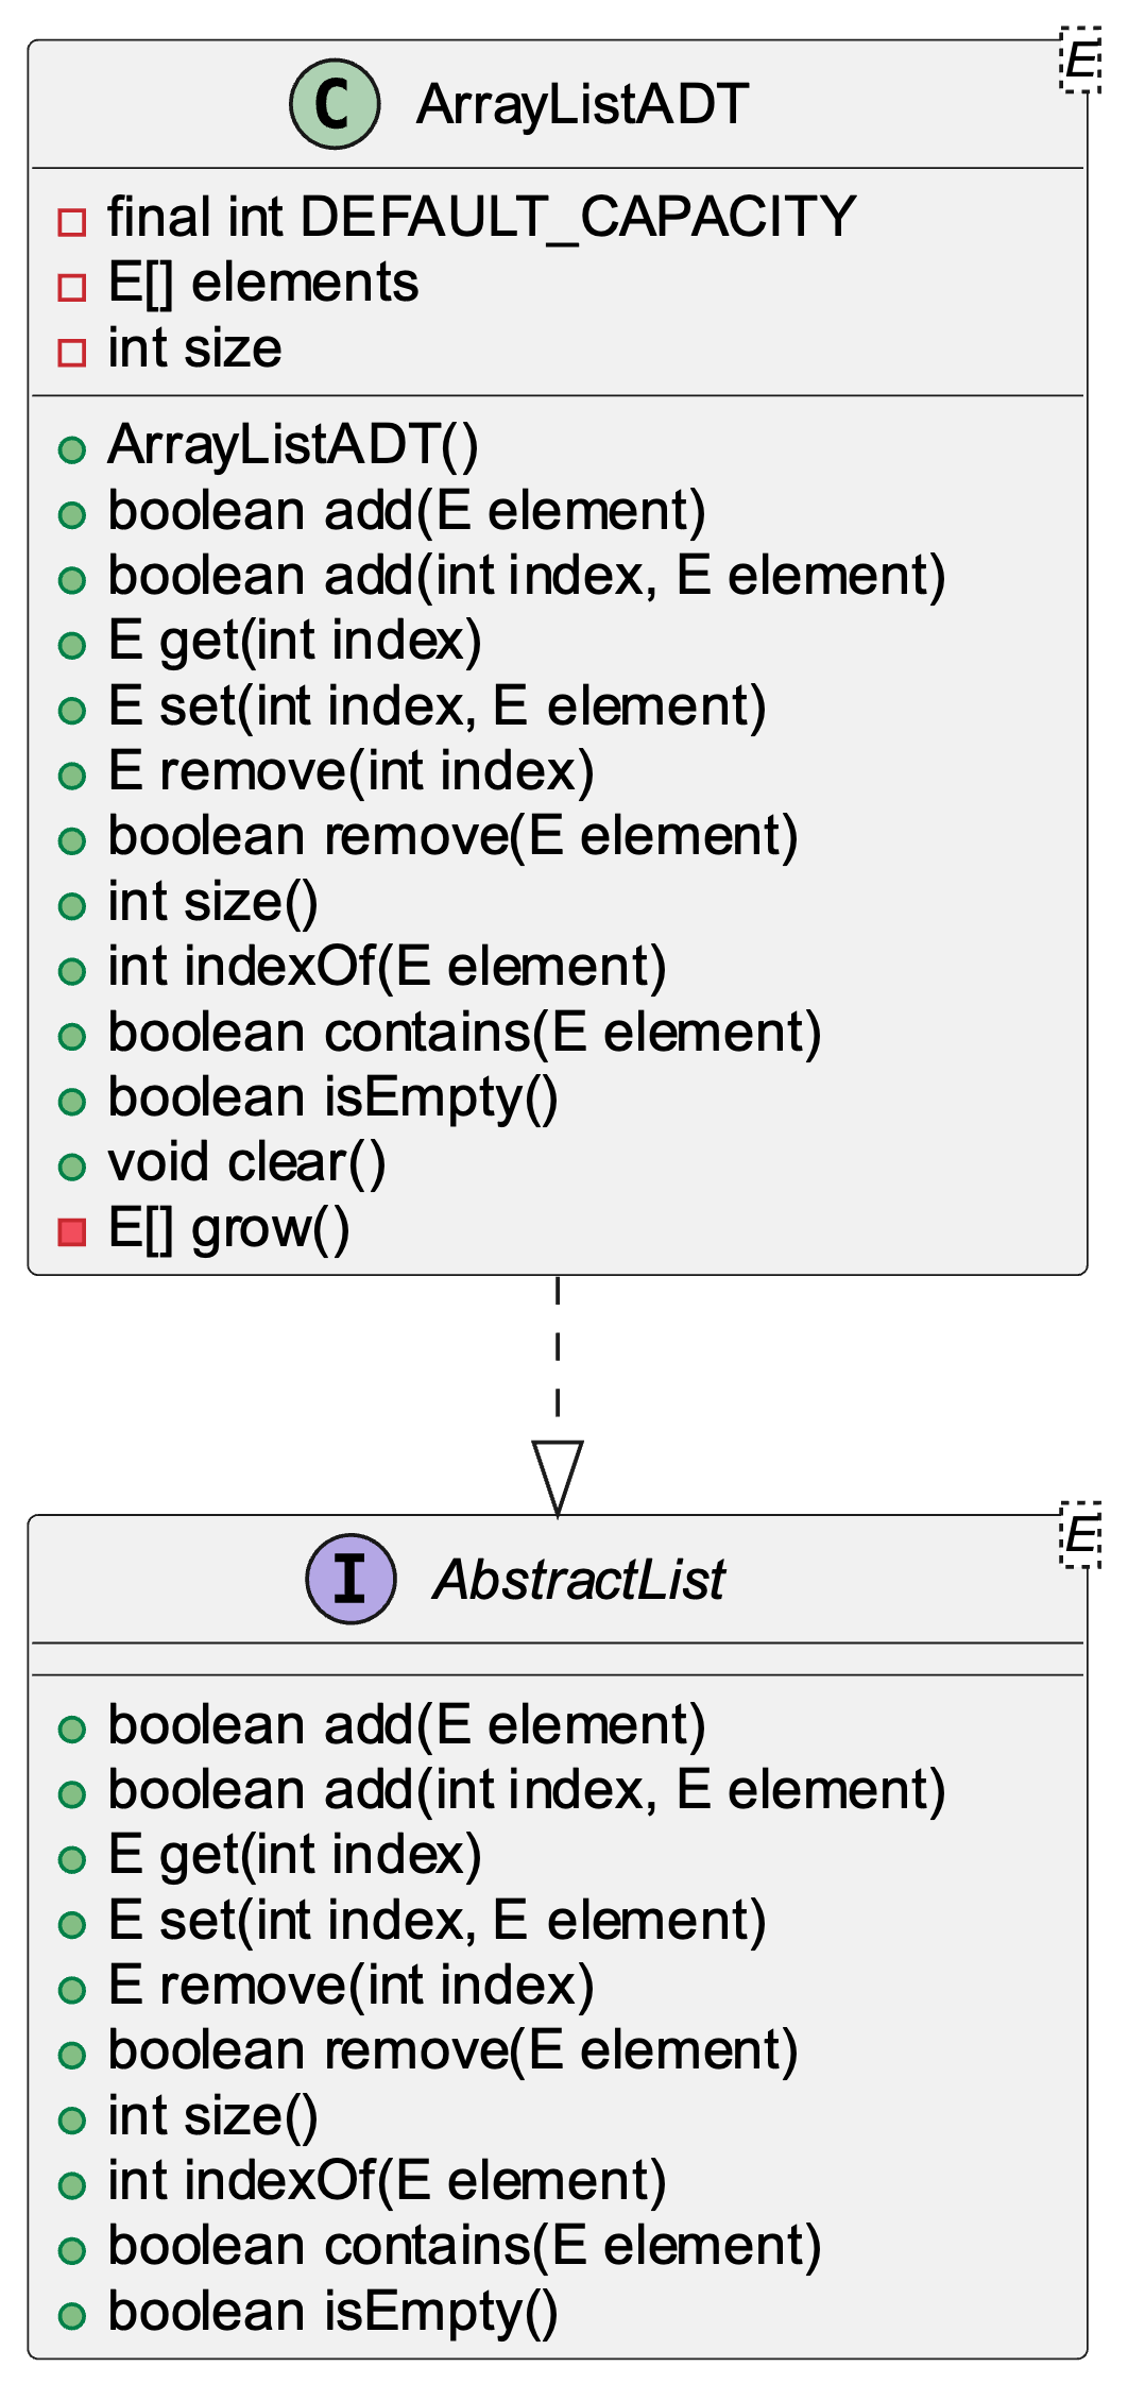 E
C ArrayListADT
final int DEFAULT_CAPACITY
E[] elements
int size
ArrayListADT()
boolean add(E element)
boolean add(int index, E element)
E get(int index)
E set(int index, E element)
E remove(int index)
boolean remove(E element)
int size()
int indexOf(E element)
boolean contains(E element)
boolean isEmpty()
void clear()
E[] grow()
E
I AbstractList
boolean add(E element)
boolean add(int index, E element)
E get(int index)
E set(int index, E element)
E remove(int index)
boolean remove(E element)
int size()
int indexOf(E element)
boolean contains(E element)
boolean isEmpty()